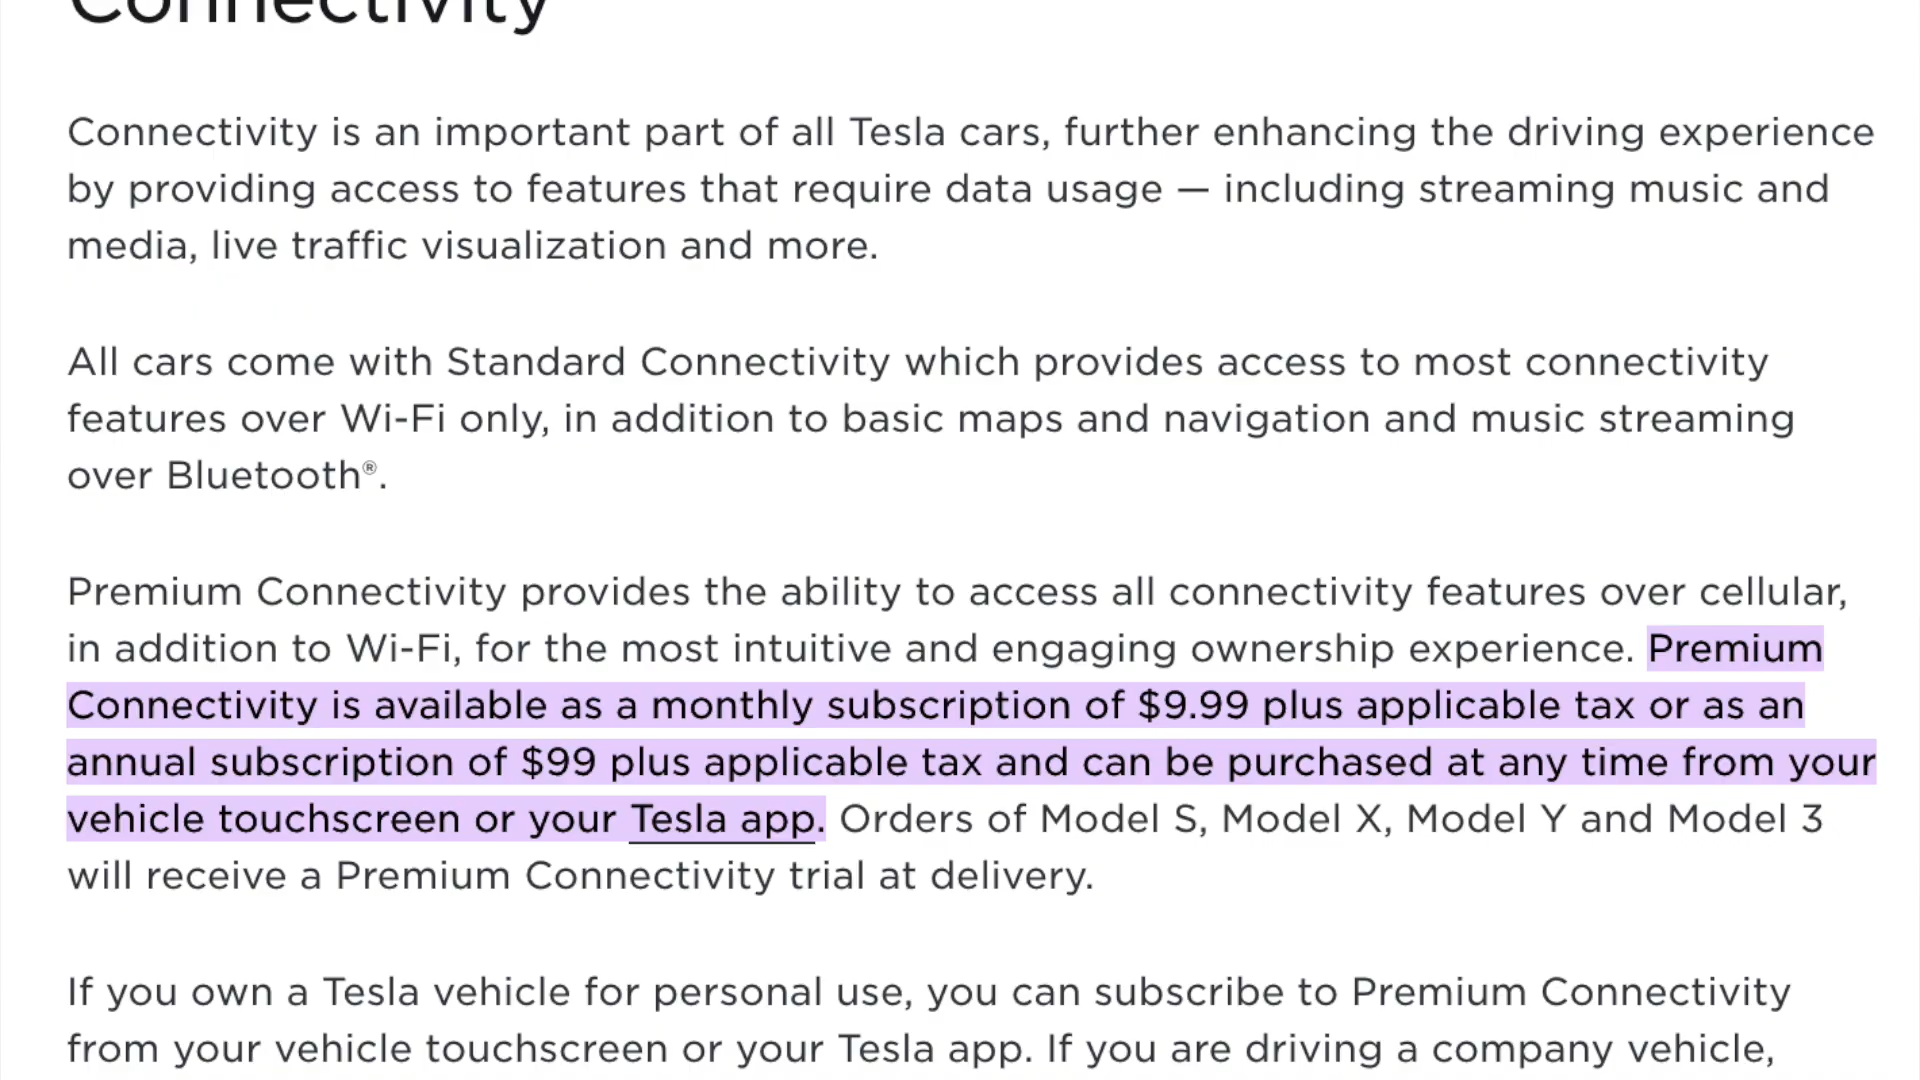 Connectivity
Connectivity is an important part of all Tesla cars, further enhancing the driving experience
by providing access to features that require data usage — including streaming music and
media, live traffic visualization and more.
All cars come with Standard Connectivity which provides access to most connectivity
features over Wi-Fi only, in addition to basic maps and navigation and music streaming
over Bluetooth®.
Premium Connectivity provides the ability to access all connectivity features over cellular,
in addition to Wi-Fi, for the most intuitive and engaging ownership experience. Premium
Connectivity is available as a monthly subscription of $9.99 plus applicable tax or as an
annual subscription of $99 plus applicable tax and can be purchased at any time from your
vehicle touchscreen or your Tesla app. Orders of Model S, Model X, Model Y and Model 3
will receive a Premium Connectivity trial at delivery.
If you own a Tesla vehicle for personal use, you can subscribe to Premium Connectivity
from your vehicle touchscreen or your Tesla app. If you are driving a company vehicle,